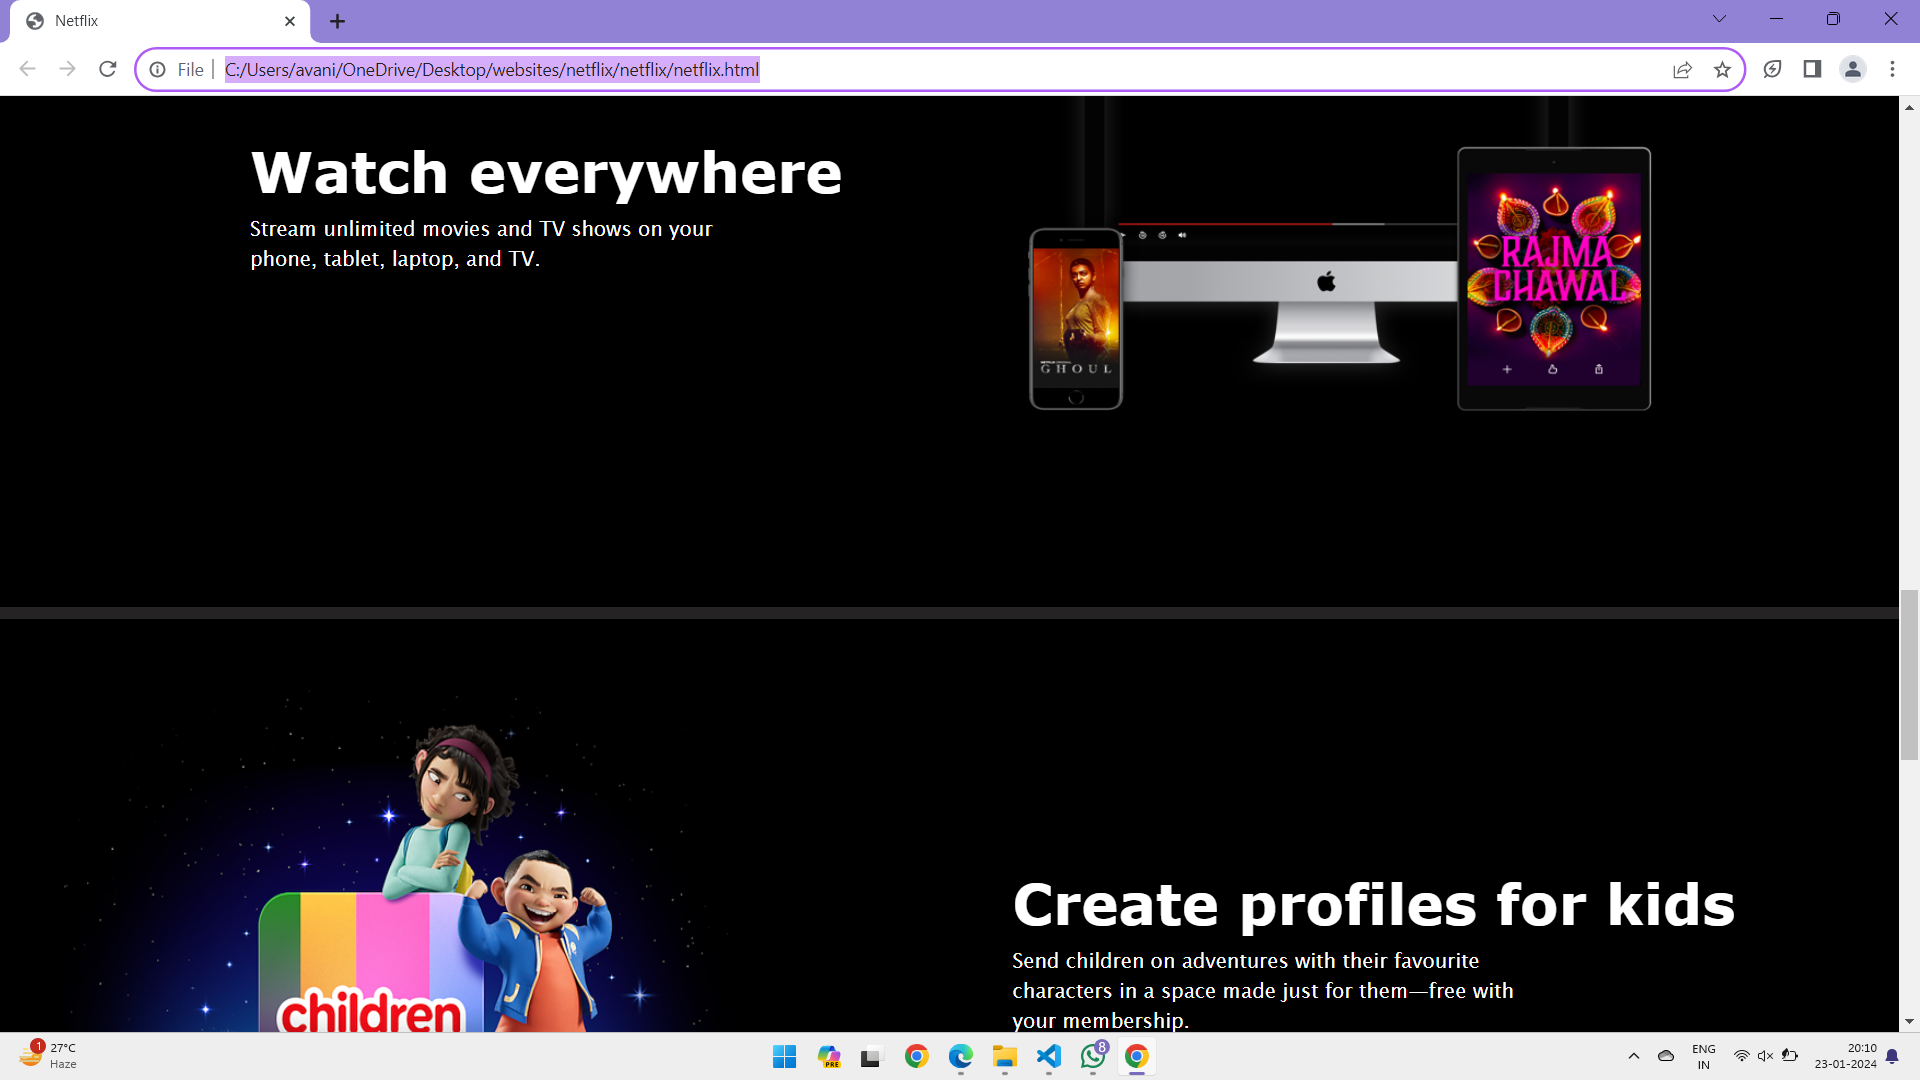 Netflix
File
C:/Users/avani/OneDrive/Desktop/websites/netflix/netflix/netflix.html
Watch everywhere
Stream unlimited movies and TV shows on your
phone, tablet, laptop, and TV.
GHOUL
RAJMA
CHAWAL
children
Create profiles for kids
Send children on adventures with their favourite
characters in a space made just for them—free with
your membership.
1
27°C
Haze
PRE
8
ENG
IN
20:10
23-01-2024